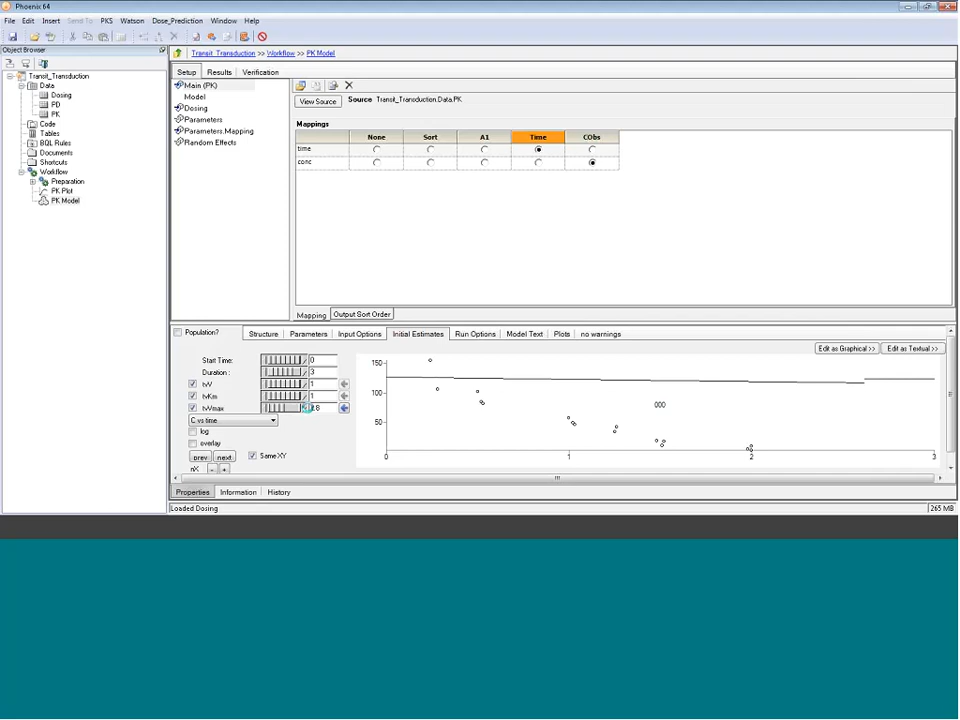 Phoenix 64
File Edit Insert Send To PKS Watson Dose_Prediction Window Help
Object Browser
Transit_Transduction >> Workflow >> PK Model
Transit_Transduction
Data
Dosing
PD
PK
Code
Tables
BQL Rules
Documents
Shortcuts
Workflow
Preparation
PK Plot
PK Model
Setup Results Verification
Main (PK)
Model
Dosing
Parameters
Parameters.Mapping
Random Effects
View Source Source Transit_Transduction.Data.PK
Mappings
None Sort A1 Time CObs
time
conc
Mapping Output Sort Order
Population? Structure Parameters Input Options Initial Estimates Run Options Model Text Plots no warnings
Edit as Graphical >> Edit as Textual >>
Start Time: 0
Duration : 3
tvV 1
tvKm 1
tvVmax
C vs time
log
overlay
prev next Same XY
nX - +
150
100
50
0 1 2 3
Properties Information History
Loaded Dosing 265 MB